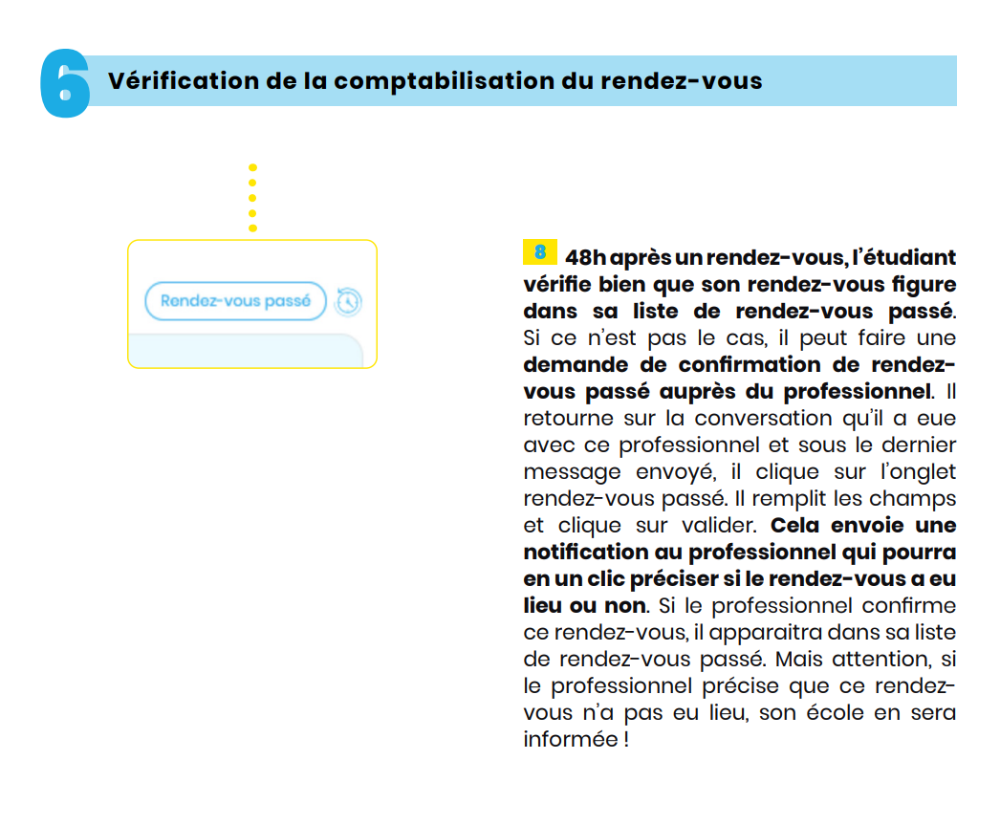 6 Vérification de la comptabilisation du rendez-vous
Rendez-vous passé
8 48h après un rendez-vous, l’étudiant
vérifie bien que son rendez-vous figure
dans sa liste de rendez-vous passé.
Si ce n’est pas le cas, il peut faire une
demande de confirmation de rendez-
vous passé auprès du professionnel. Il
retourne sur la conversation qu’il a eue
avec ce professionnel et sous le dernier
message envoyé, il clique sur l’onglet
rendez-vous passé. Il remplit les champs
et clique sur valider. Cela envoie une
notification au professionnel qui pourra
en un clic préciser si le rendez-vous a eu
lieu ou non. Si le professionnel confirme
ce rendez-vous, il apparaitra dans sa liste
de rendez-vous passé. Mais attention, si
le professionnel précise que ce rendez-
vous n’a pas eu lieu, son école en sera
informée !